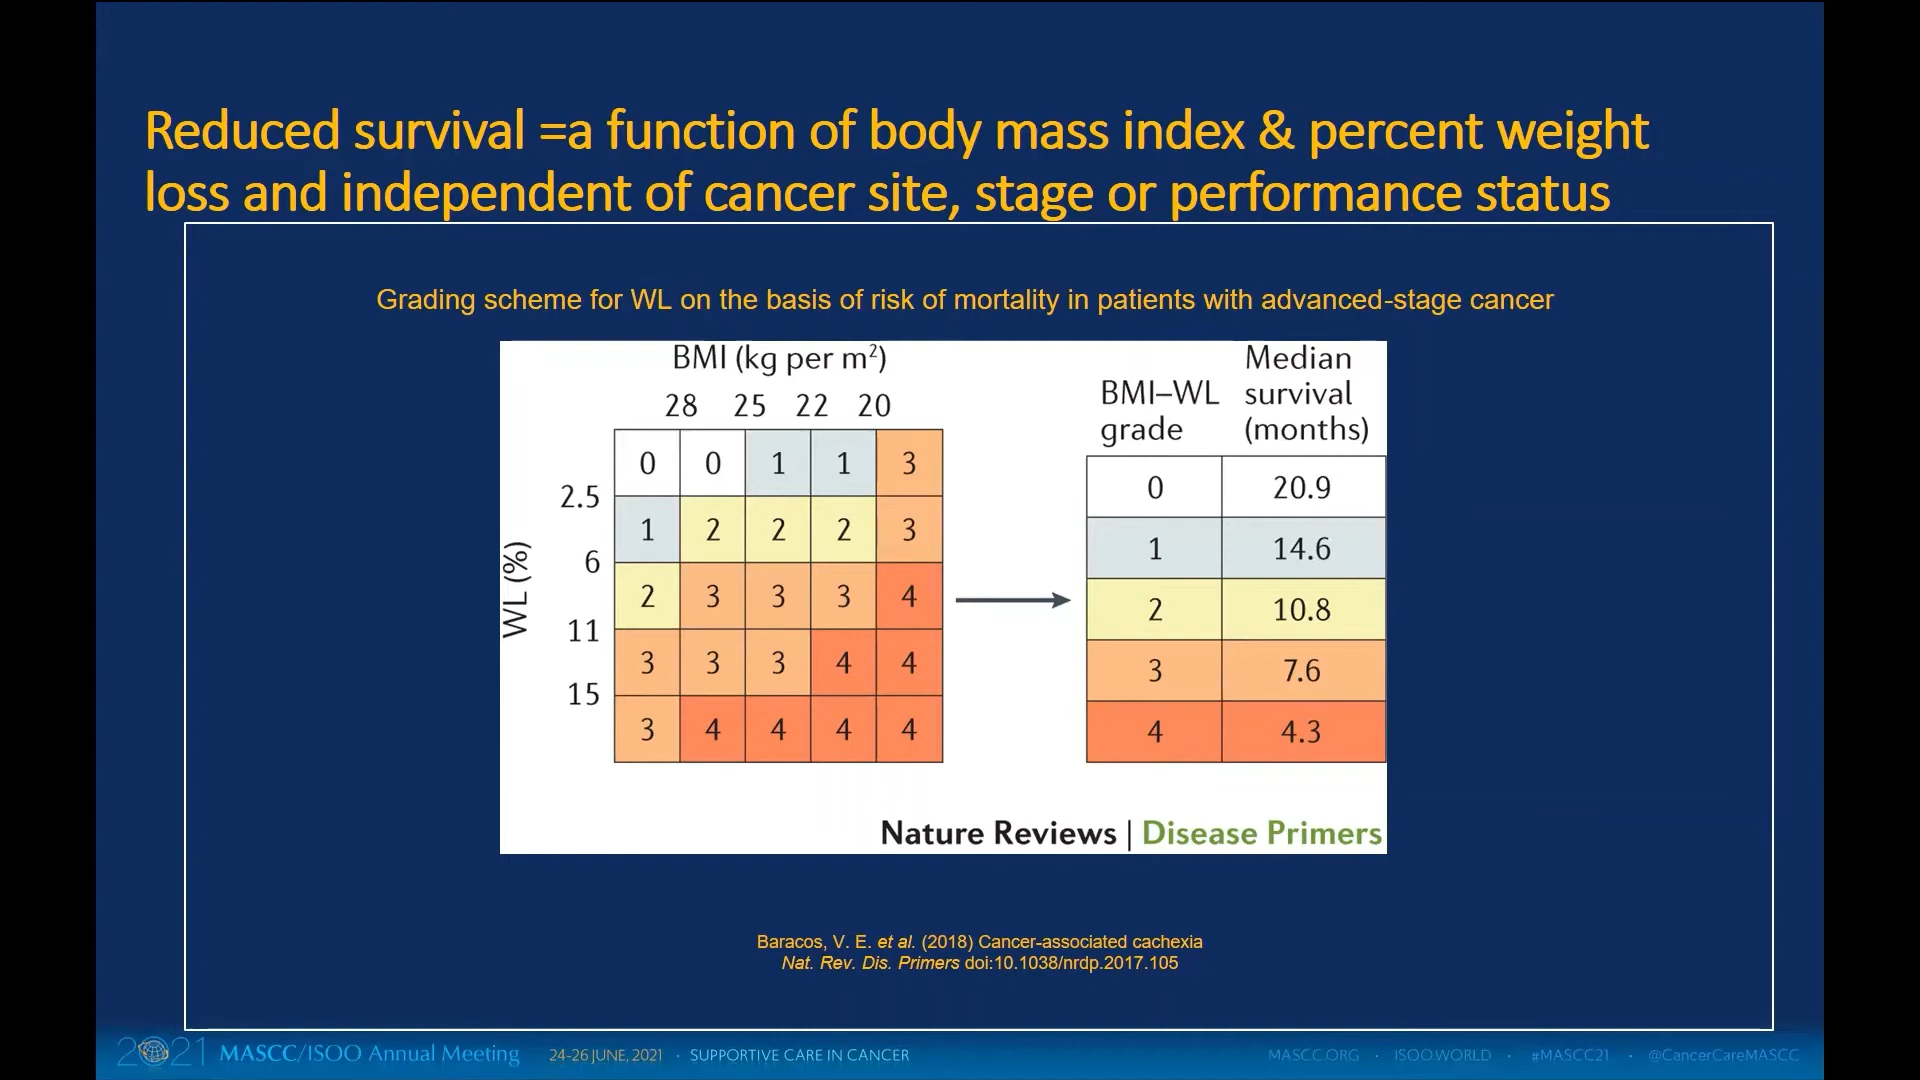 Reduced survival =a function of body mass index & percent weight
loss and independent of cancer site, stage or performance status
Grading scheme for WL on the basis of risk of mortality in patients with advanced-stage cancer
BMI (kg per m²)
28 25 22 20
WL (%)
0 0 1 1 3
2.5
1 2 2 2 3
6
2 3 3 3 4
11
3 3 3 4 4
15
3 4 4 4 4
BMI–WL grade
Median survival (months)
0 20.9
1 14.6
2 10.8
3 7.6
4 4.3
Nature Reviews | Disease Primers
Baracos, V. E. et al. (2018) Cancer-associated cachexia
Nat. Rev. Dis. Primers doi:10.1038/nrdp.2017.105
2021 MASCC/ISOO Annual Meeting 24-26 JUNE, 2021 · SUPPORTIVE CARE IN CANCER MASCC.ORG · ISOO.WORLD · #MASCC21 · @CancerCareMASCC